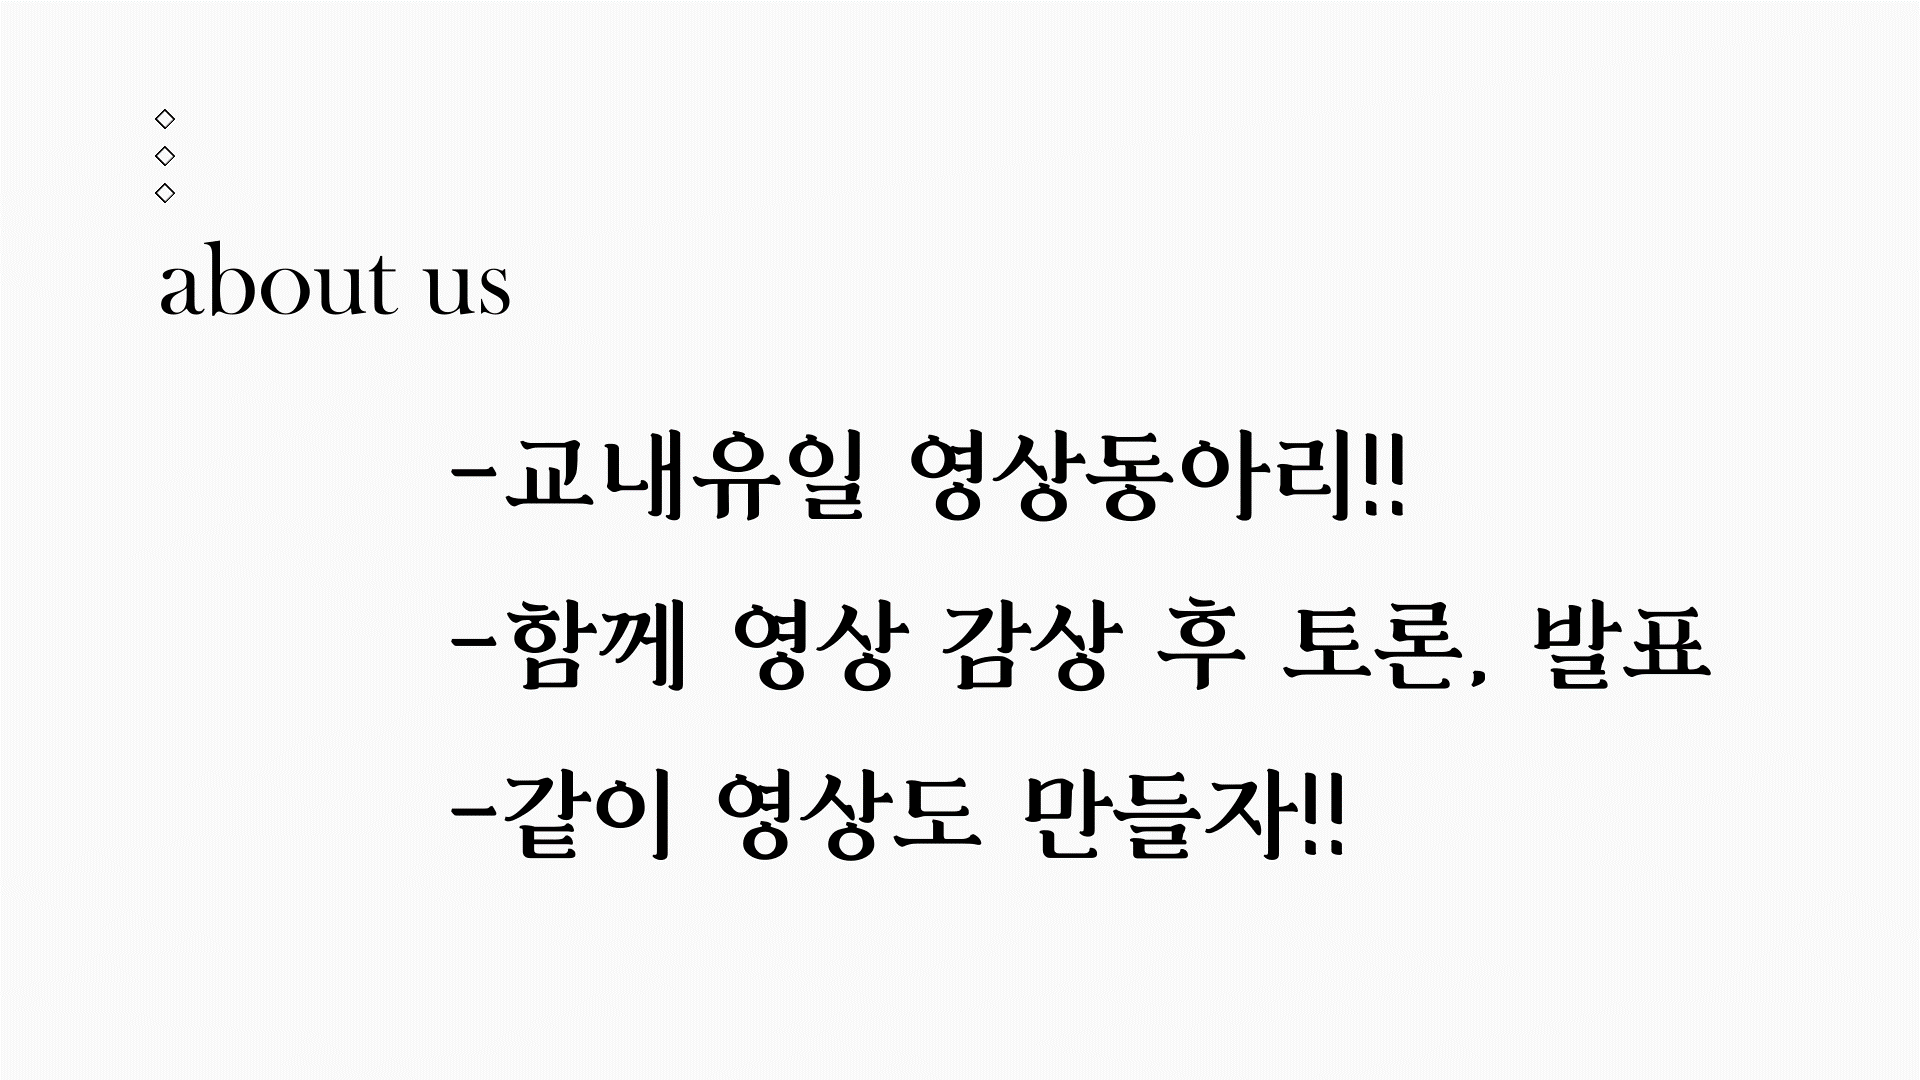 about us
-교내유일 영상동아리!!
-함께 영상 감상 후 토론, 발표
-같이 영상도 만들자!!